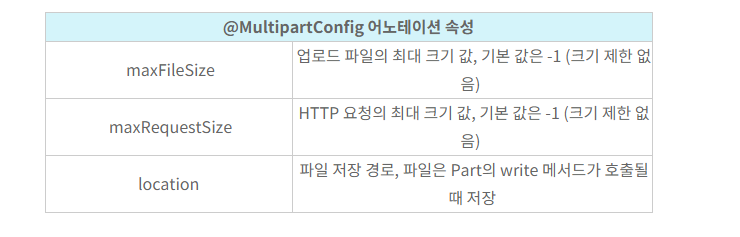 @MultipartConfig 어노테이션 속성
maxFileSize
업로드 파일의 최대 크기 값, 기본 값은 -1 (크기 제한 없
음)
maxRequestSize
HTTP 요청의 최대 크기 값, 기본 값은 -1 (크기 제한 없
음)
location
파일 저장 경로, 파일은 Part의 write 메서드가 호출될
때 저장